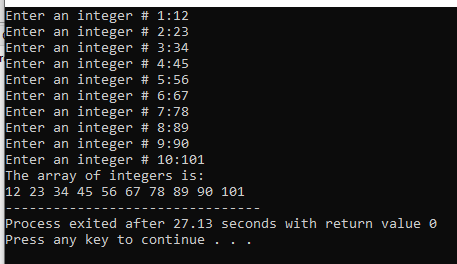 Enter an integer # 1:12
Enter an integer # 2:23
Enter an integer # 3:34
Enter an integer # 4:45
Enter an integer # 5:56
Enter an integer # 6:67
Enter an integer # 7:78
Enter an integer # 8:89
Enter an integer # 9:90
Enter an integer # 10:101
The array of integers is:
12 23 34 45 56 67 78 89 90 101
--------------------------------
Process exited after 27.13 seconds with return value 0
Press any key to continue . . .